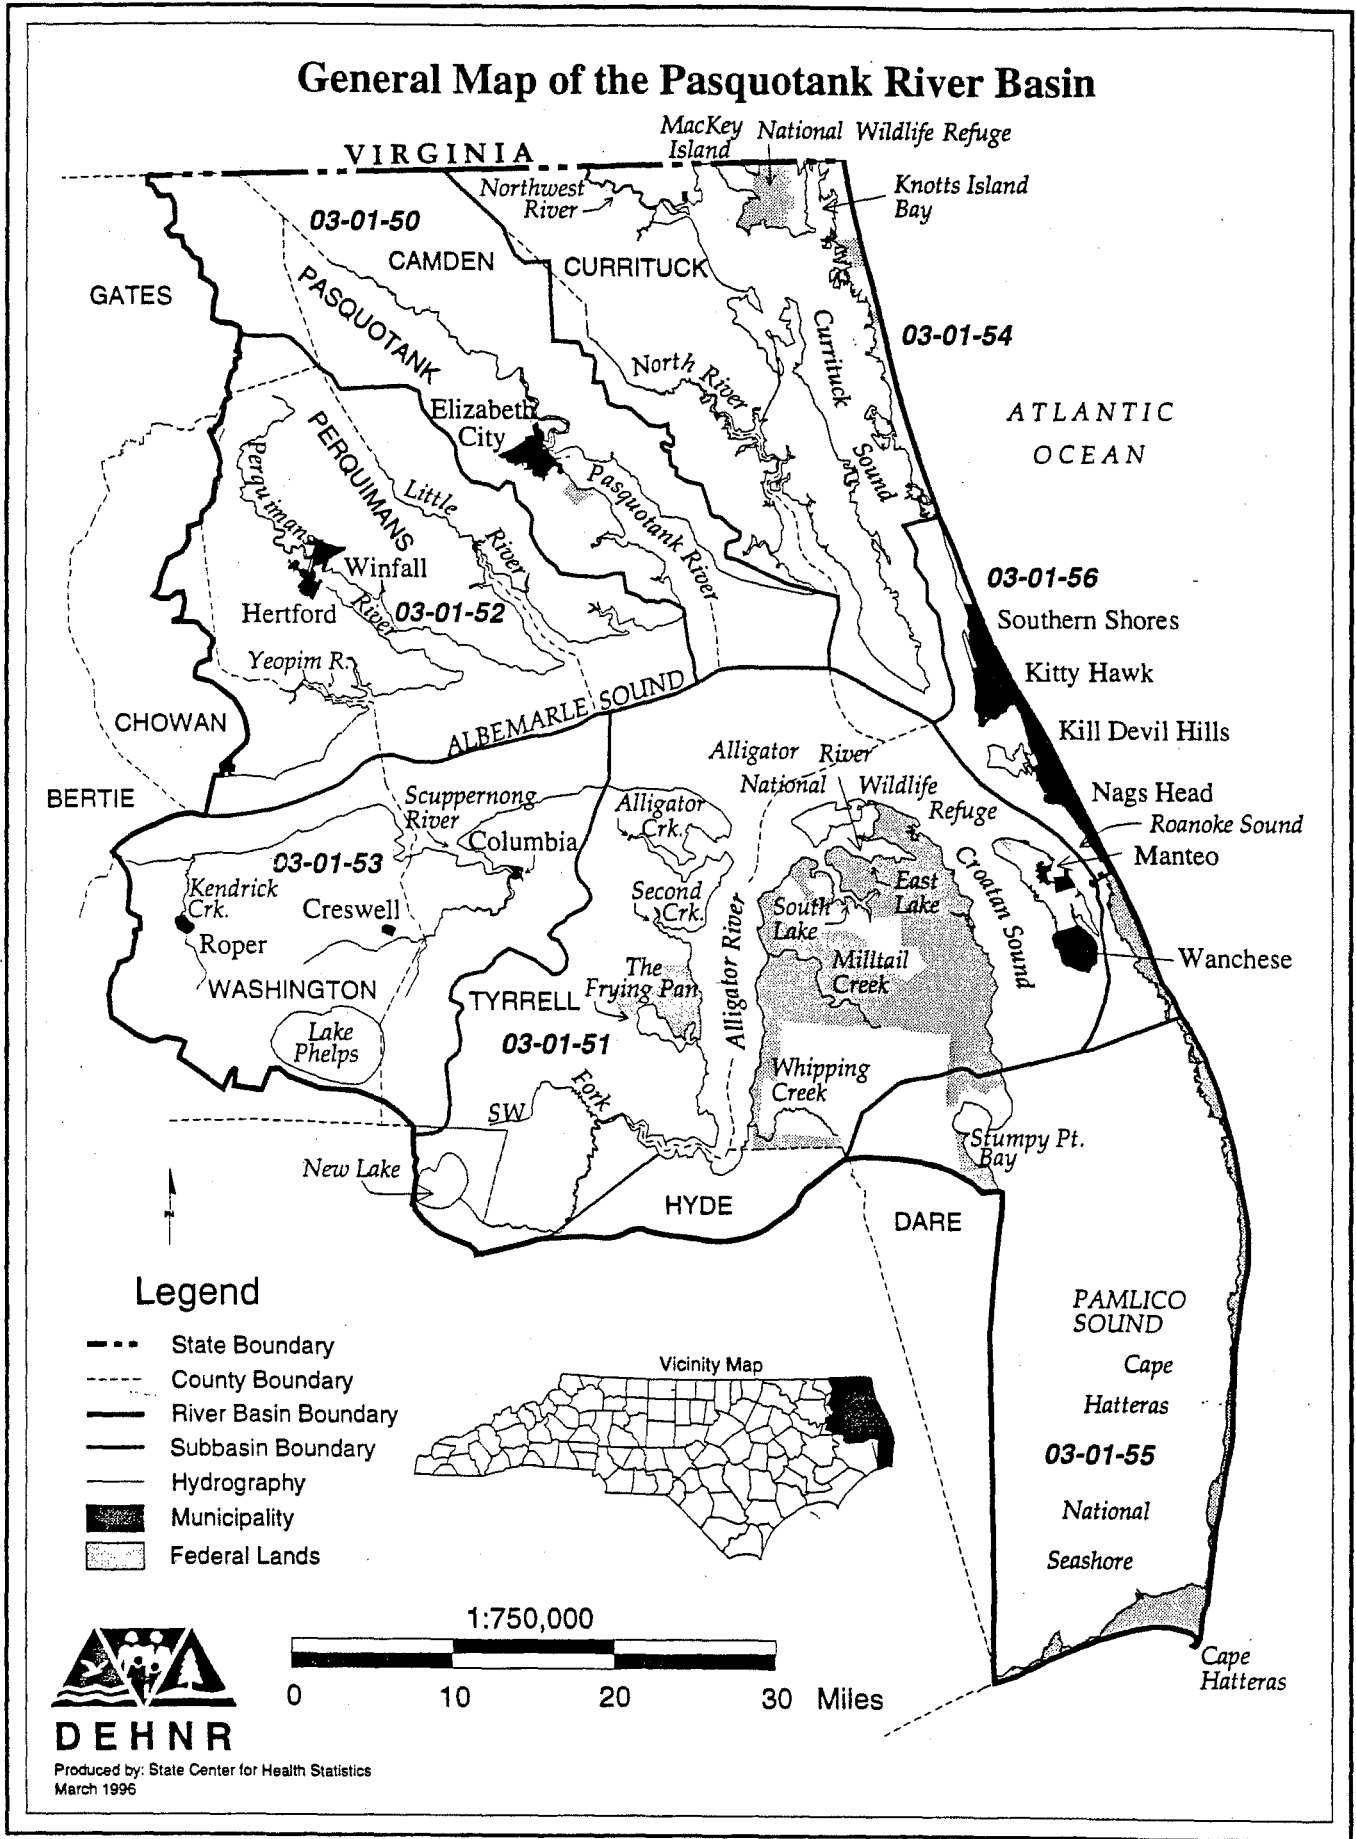 General Map of the Pasquotank River Basin
MacKey
Island
National Wildlife Refuge
VIRGINIA
Northwest
River
Knotts Island
Bay
03-01-50
CAMDEN
CURRITUCK
GATES
PASQUOTANK
03-01-54
Currituck
Sound
North River
ATLANTIC
OCEAN
Elizabeth
City
PERQUIMANS
Perquimans
River
Little
River
Pasquotank River
Winfall
03-01-56
Hertford
03-01-52
Southern Shores
Yeopim R.
Kitty Hawk
CHOWAN
ALBEMARLE SOUND
Kill Devil Hills
Alligator River
National Wildlife
Refuge
BERTIE
Scuppernong
River
Alligator
Crk.
Nags Head
Roanoke Sound
Columbia
Manteo
03-01-53
Croatan Sound
Kendrick
Crk.
Creswell
Second
Crk.
East
Lake
South
Lake
Alligator River
Roper
Wanchese
The
Frying Pan
Milltail
Creek
WASHINGTON
TYRRELL
Lake
Phelps
03-01-51
Whipping
Creek
SW
Fork
Stumpy Pt.
Bay
New Lake
N
HYDE
DARE
Legend
State Boundary
County Boundary
River Basin Boundary
Subbasin Boundary
Hydrography
Municipality
Federal Lands
Vicinity Map
PAMLICO
SOUND
Cape
Hatteras
03-01-55
National
Seashore
1:750,000
0 10 20 30 Miles
Cape
Hatteras
DEHNR
Produced by: State Center for Health Statistics
March 1996